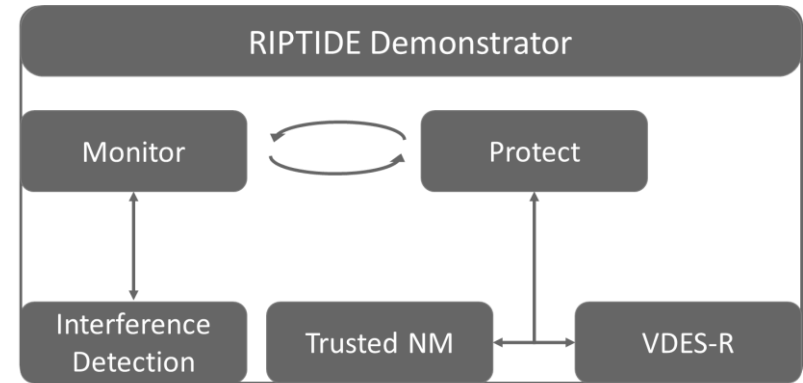 RIPTIDE Demonstrator
Monitor
Protect
Interference
Detection
Trusted NM
VDES-R